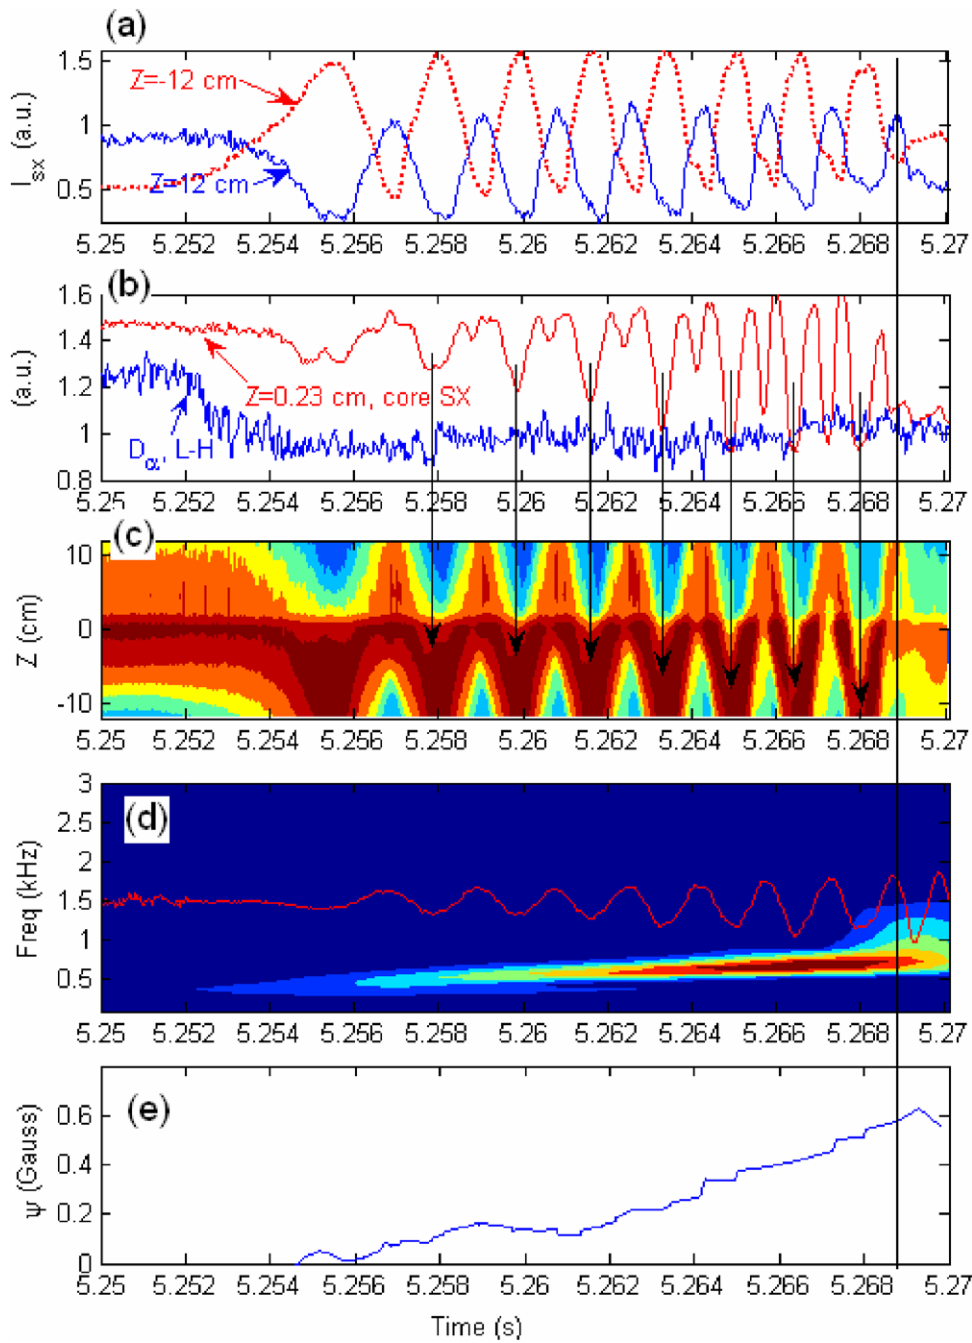 (a)
1.5
1
0.5
I_sx (a.u.)
Z=-12 cm
Z=12 cm
5.25 5.252 5.254 5.256 5.258 5.26 5.262 5.264 5.266 5.268 5.27
(b)
1.6
1.4
1.2
1
0.8
(a.u.)
Z=0.23 cm, core SX
D_α, L-H
5.25 5.252 5.254 5.256 5.258 5.26 5.262 5.264 5.266 5.268 5.27
(c)
10
0
-10
Z (cm)
5.25 5.252 5.254 5.256 5.258 5.26 5.262 5.264 5.266 5.268 5.27
(d)
3
2.5
2
1.5
1
0.5
Freq (kHz)
5.25 5.252 5.254 5.256 5.258 5.26 5.262 5.264 5.266 5.268 5.27
(e)
0.6
0.4
0.2
0
ψ (Gauss)
5.25 5.252 5.254 5.256 5.258 5.26 5.262 5.264 5.266 5.268 5.27
Time (s)